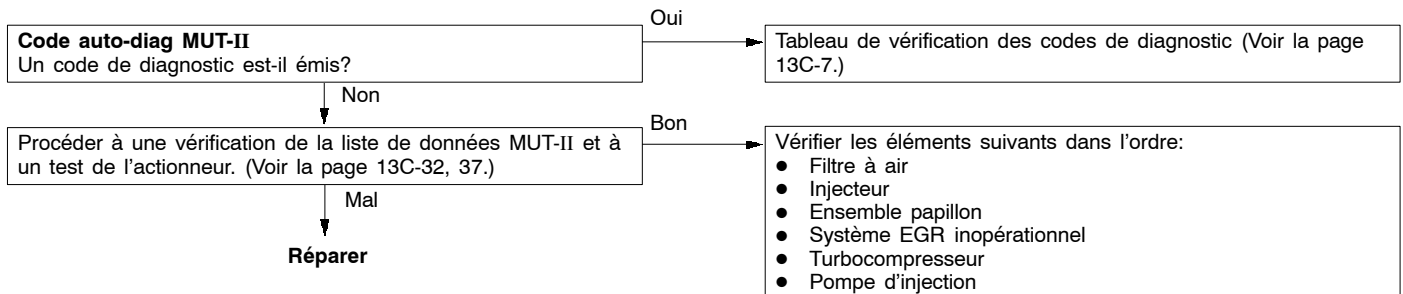 Oui
Code auto-diag MUT-II
Un code de diagnostic est-il émis?
Tableau de vérification des codes de diagnostic (Voir la page
13C-7.)
Non
Procéder à une vérification de la liste de données MUT-II et à
un test de l'actionneur. (Voir la page 13C-32, 37.)
Bon
Vérifier les éléments suivants dans l'ordre:
● Filtre à air
● Injecteur
● Ensemble papillon
● Système EGR inopérationnel
● Turbocompresseur
● Pompe d'injection
Mal
Réparer